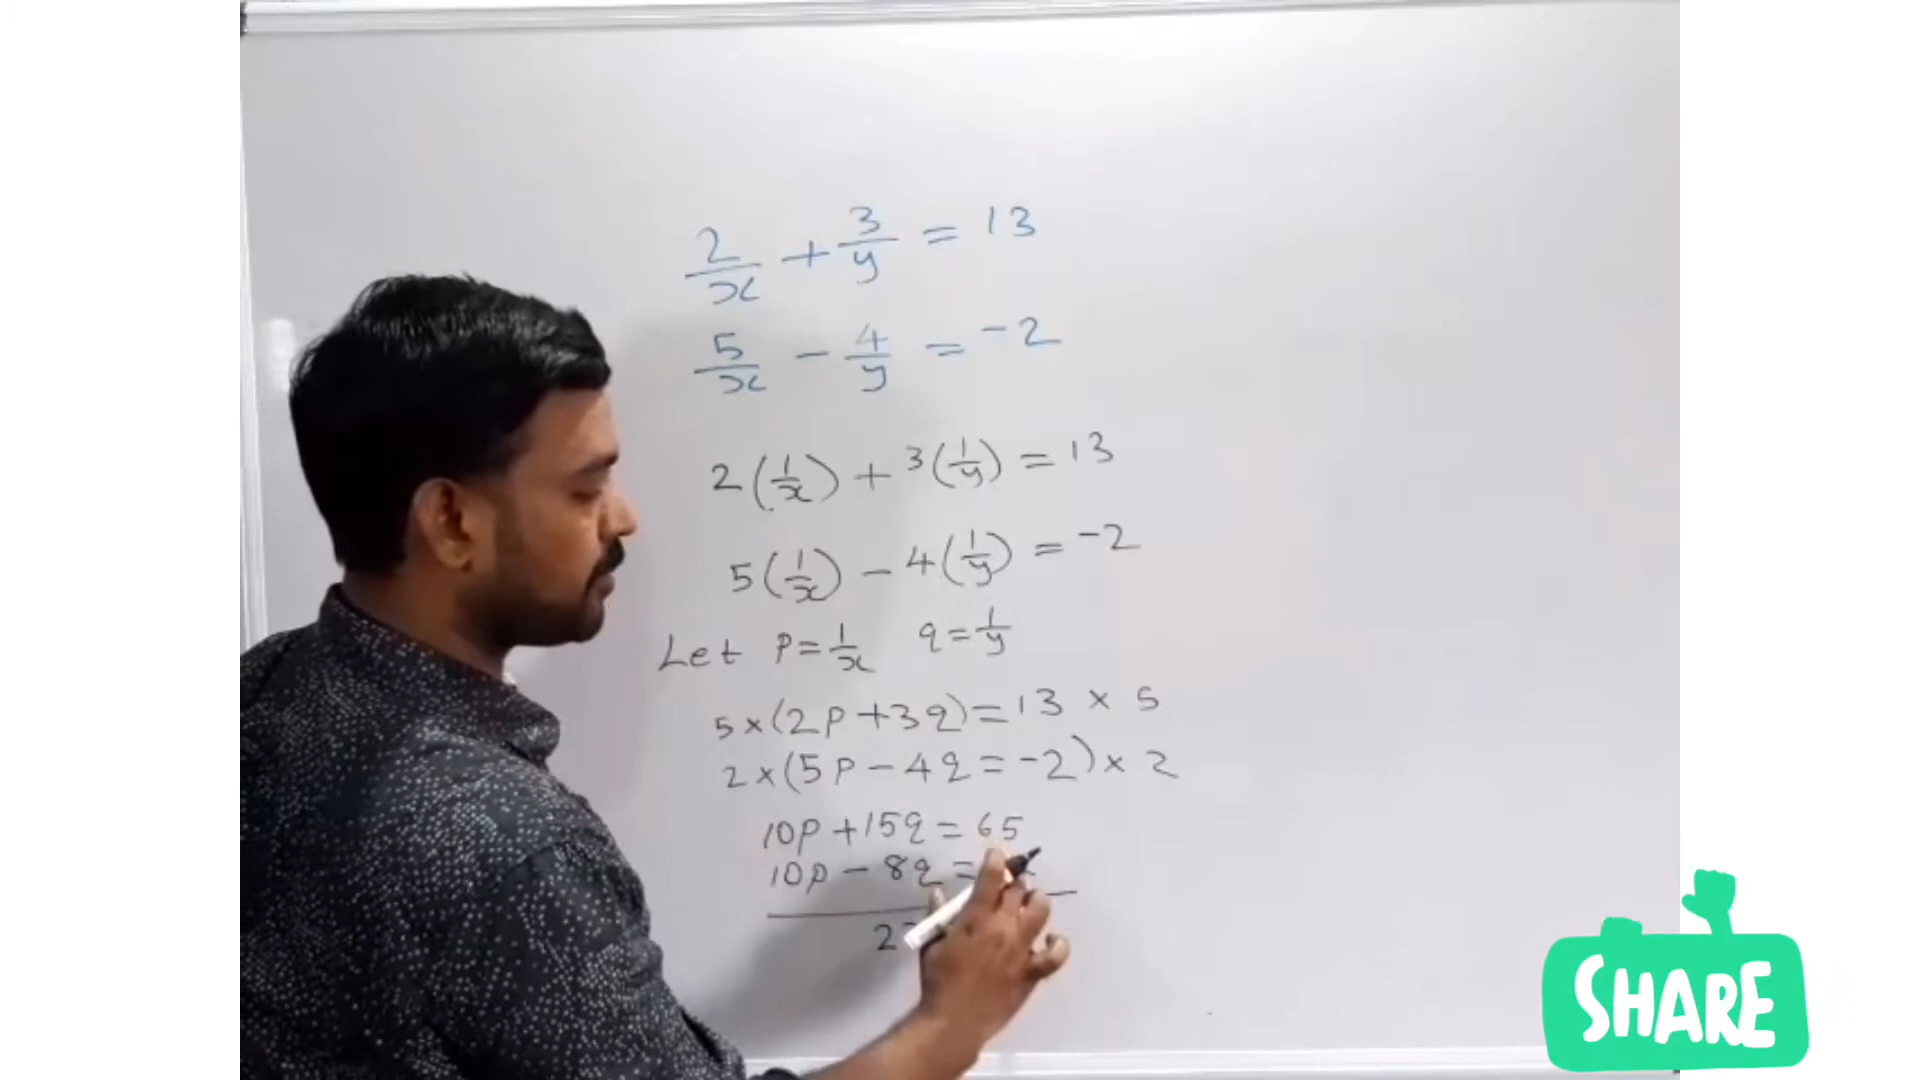 2/x + 3/y = 13
5/x - 4/y = -2
2(1/x) + 3(1/y) = 13
5(1/x) - 4(1/y) = -2
Let p = 1/x q = 1/y
5×(2p+3q)=13 × 5
2×(5p-4q=-2)× 2
10p+15q=65
10p-8q=
2
SHARE